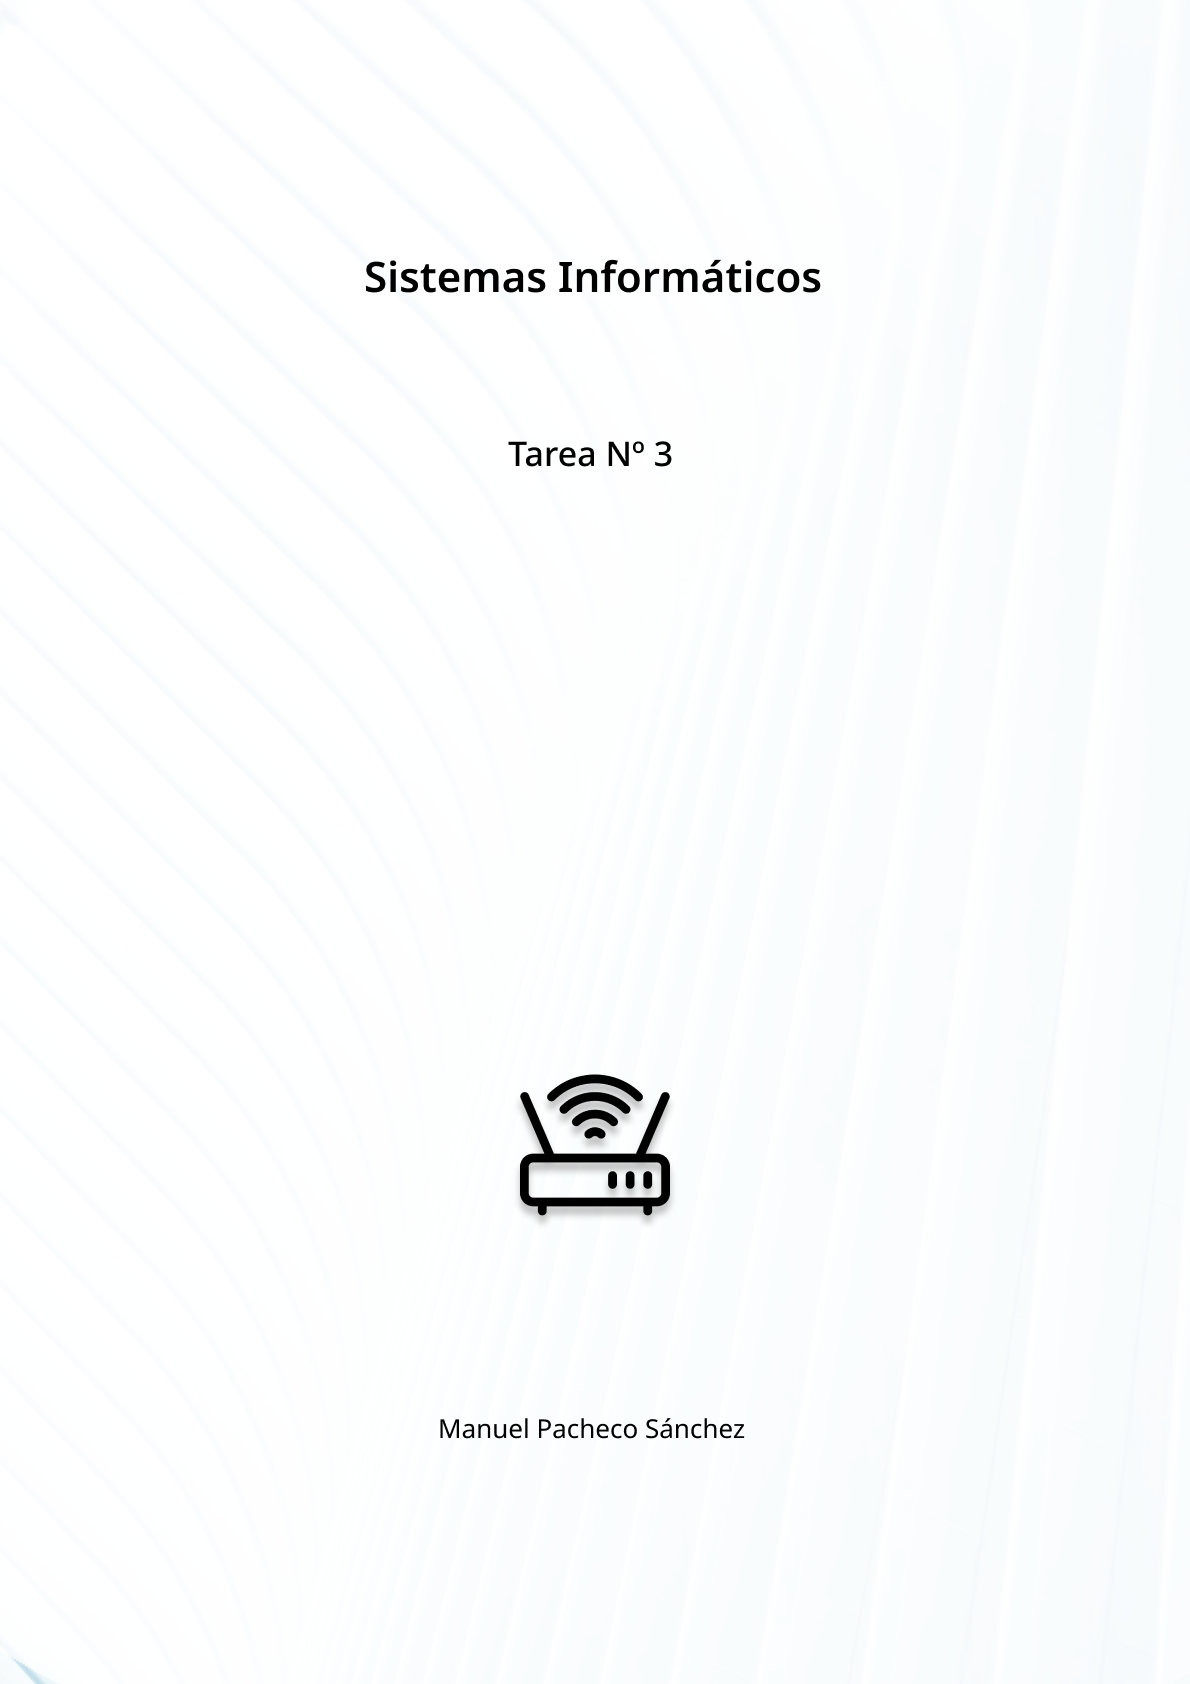 Sistemas Informáticos
Tarea Nº 3
Manuel Pacheco Sánchez